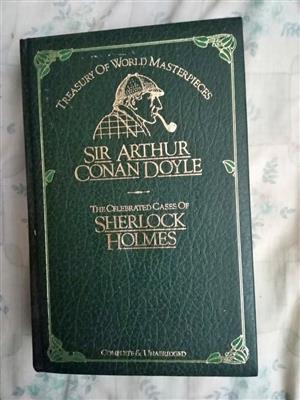 TREASURY OF WORLD MASTERPIECES
SIR ARTHUR
CONAN DOYLE
THE CELEBRATED CASES OF
SHERLOCK
HOLMES
COMPLETE & UNABRIDGED